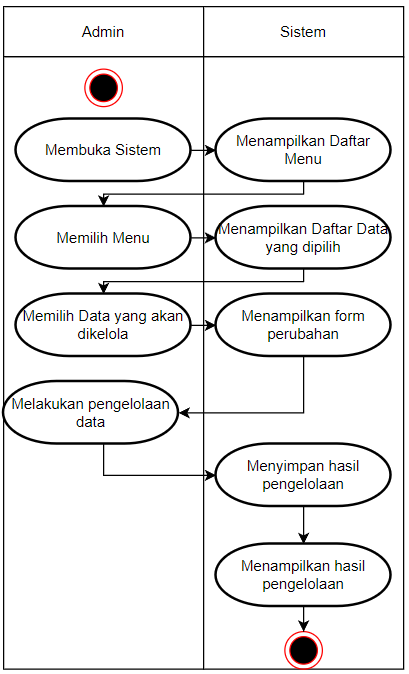 Admin
Sistem
Membuka Sistem
Menampilkan Daftar
Menu
Memilih Menu
Menampilkan Daftar Data
yang dipilih
Memilih Data yang akan
dikelola
Menampilkan form
perubahan
Melakukan pengelolaan
data
Menyimpan hasil
pengelolaan
Menampilkan hasil
pengelolaan